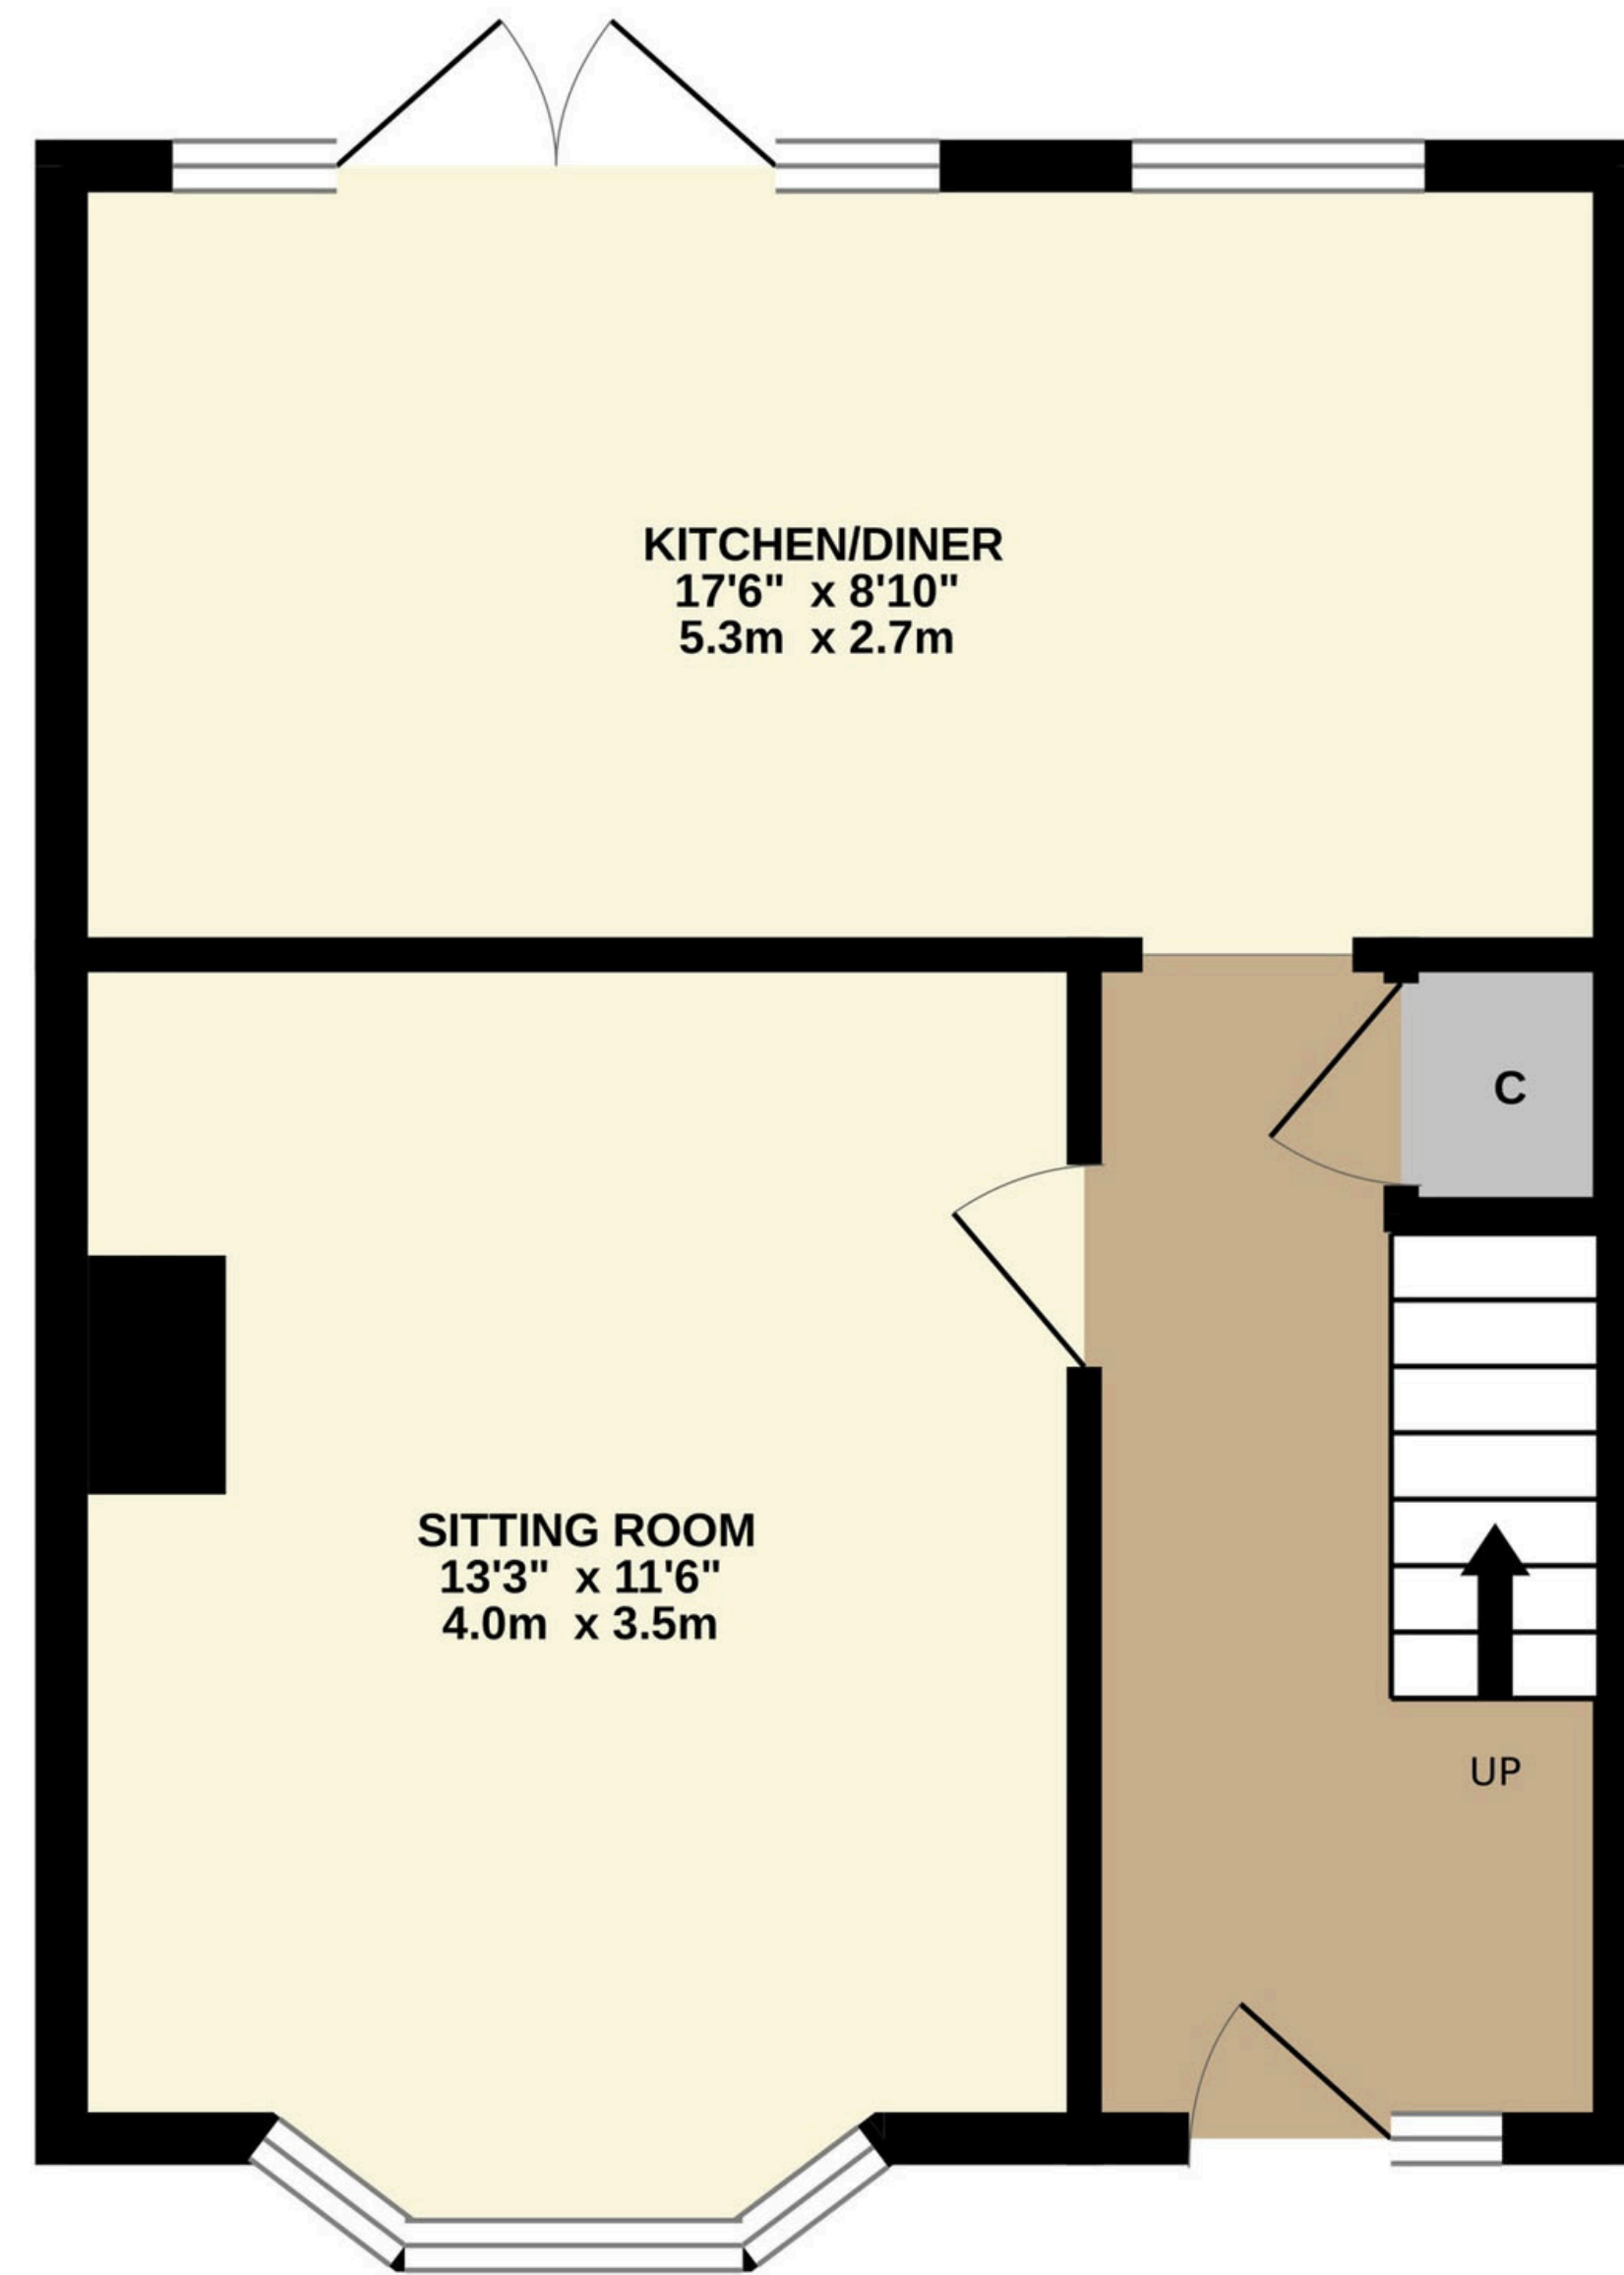 KITCHEN/DINER
17'6" x 8'10"
5.3m x 2.7m
C
SITTING ROOM
13'3" x 11'6"
4.0m x 3.5m
UP